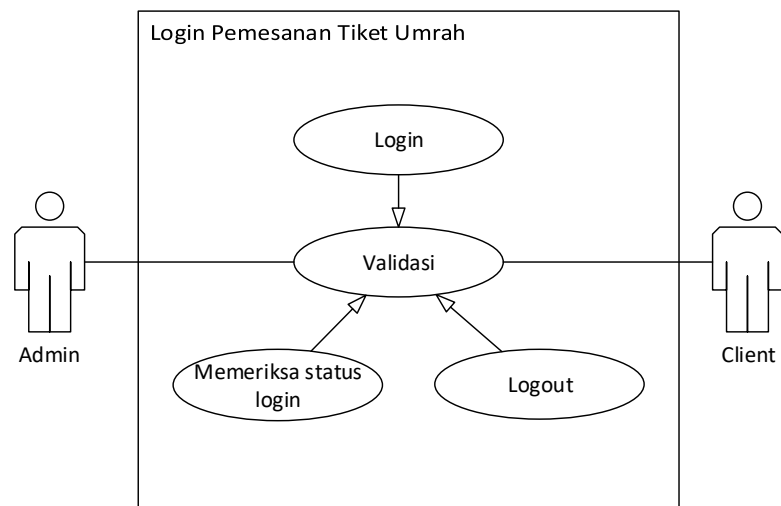 Login Pemesanan Tiket Umrah
Login
Validasi
Admin
Client
Memeriksa status
login
Logout